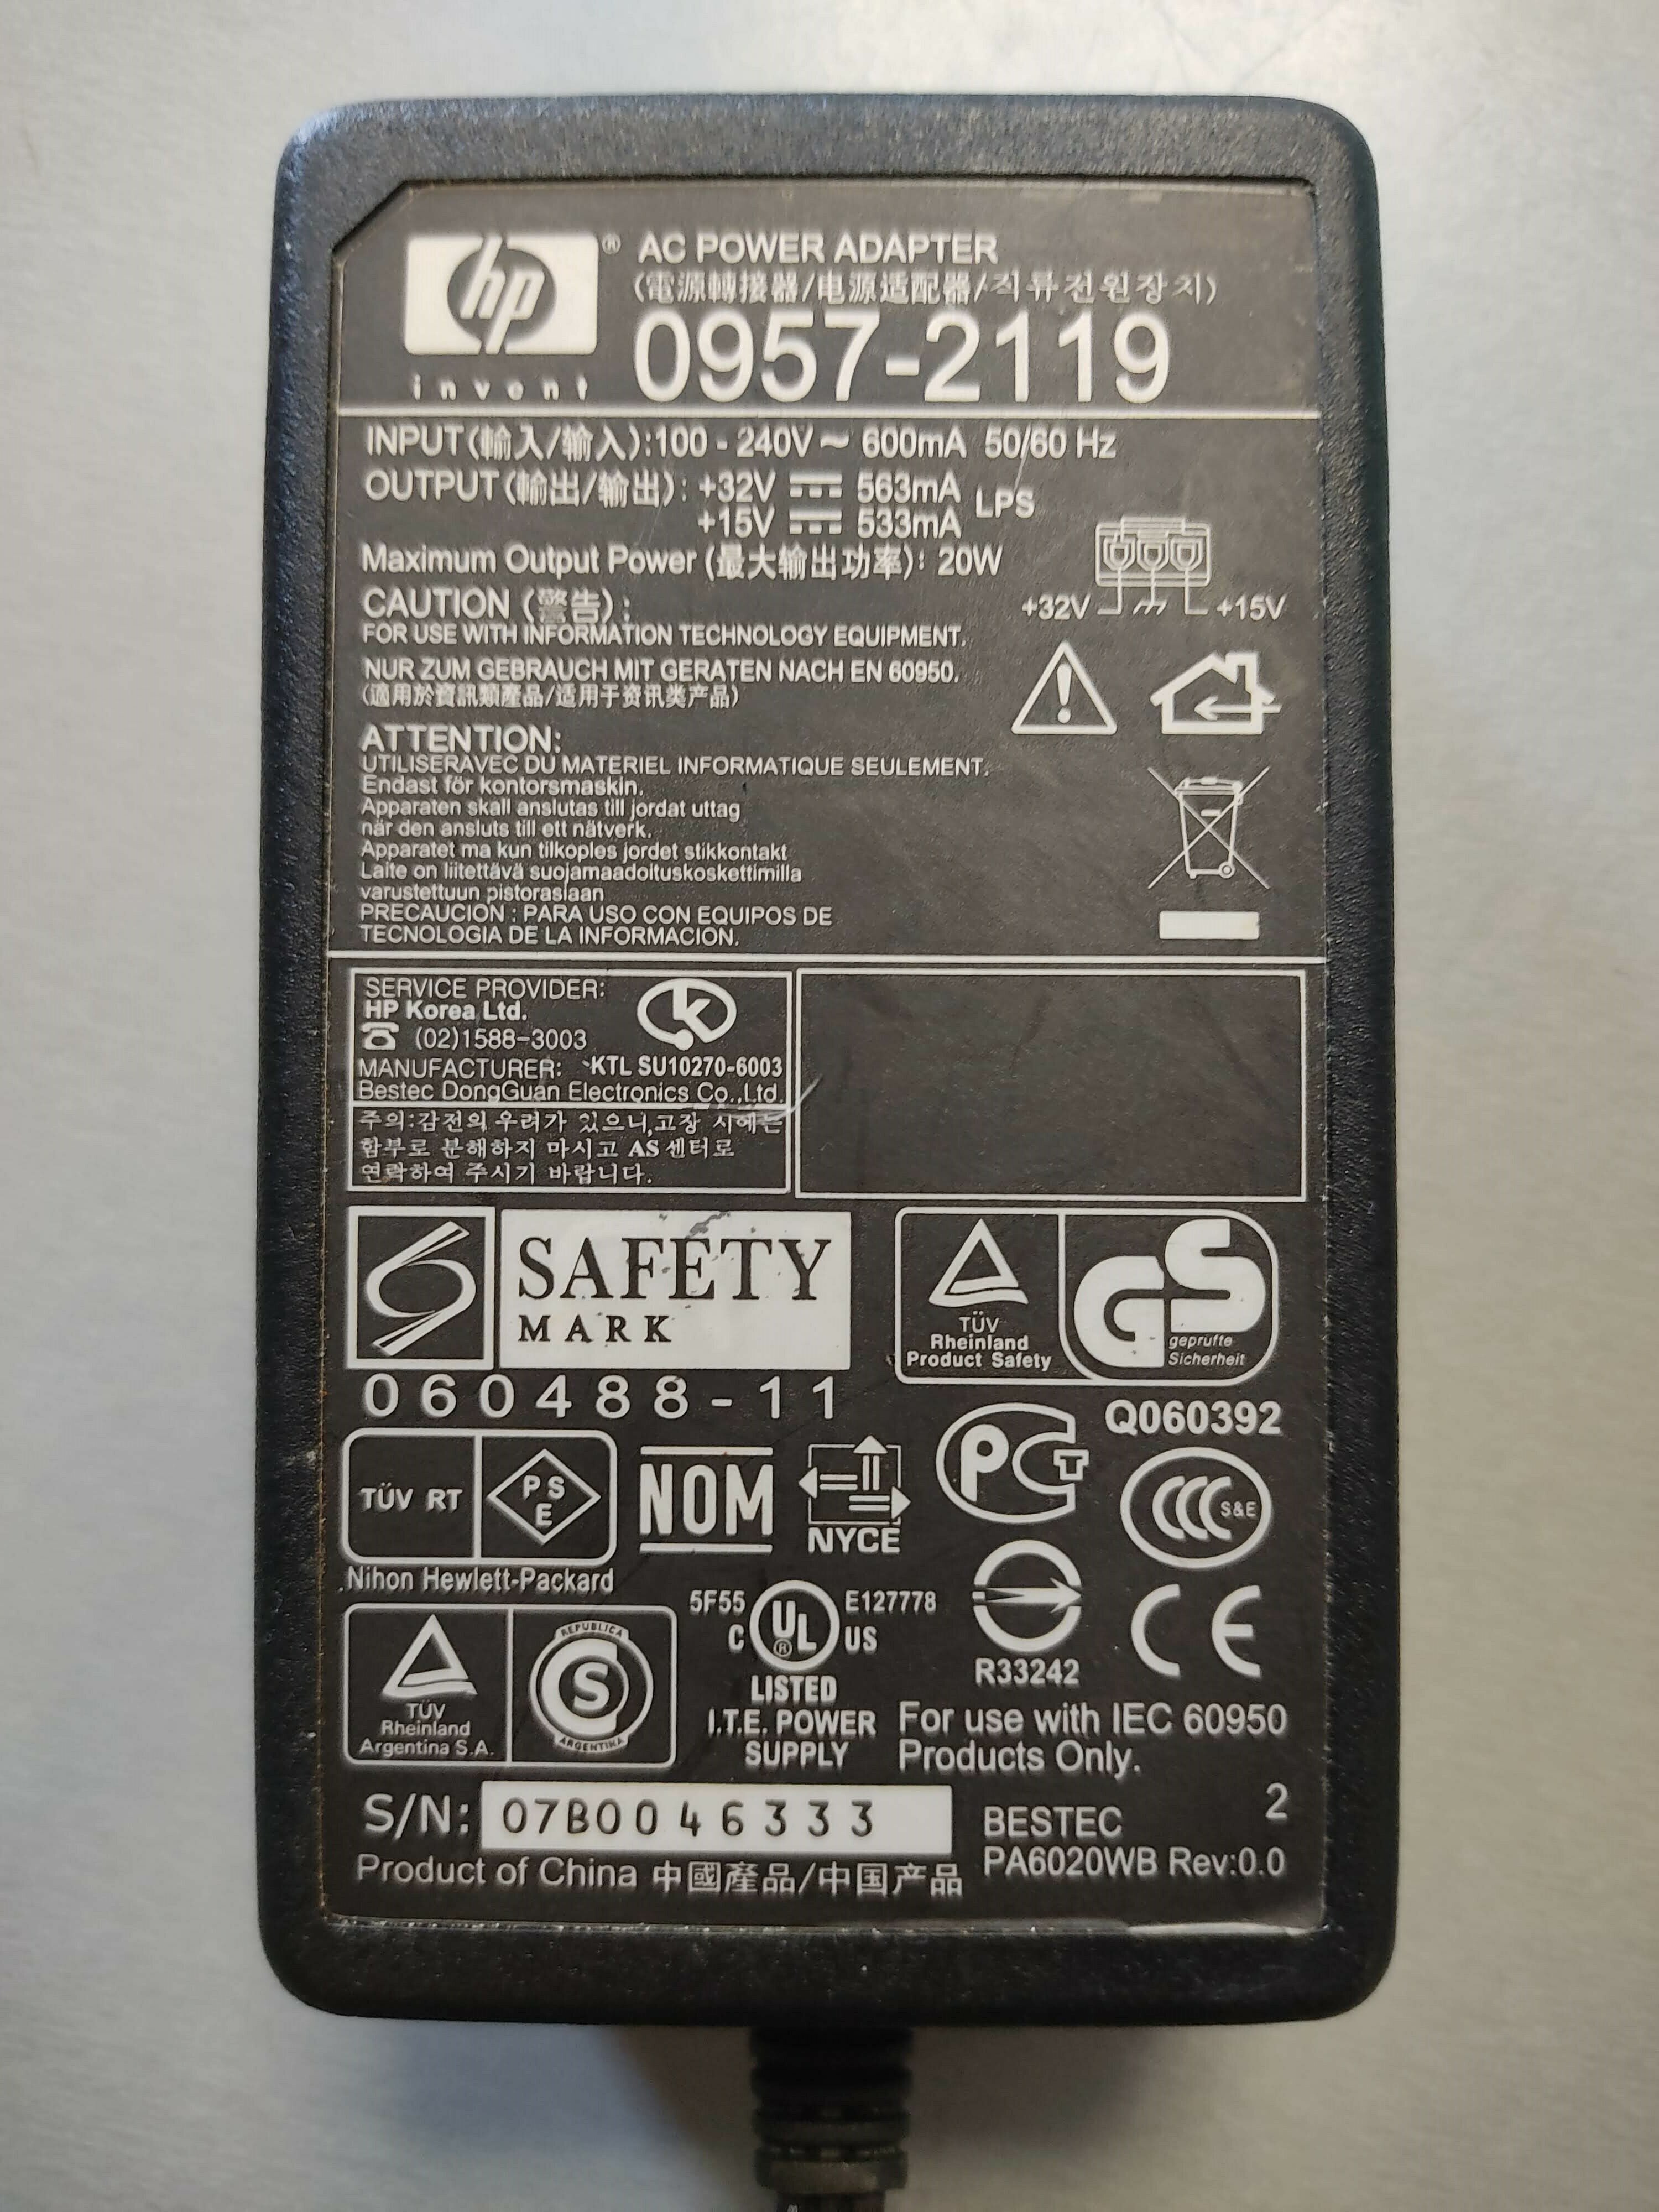 hp® AC POWER ADAPTER
(電源轉接器/电源适配器/직류전원장치)
invent 0957-2119
INPUT(輸入/输入):100 - 240V ~ 600mA 50/60 Hz
OUTPUT(輸出/输出): +32V ⎓ 563mA LPS
+15V ⎓ 533mA
Maximum Output Power (最大输出功率): 20W
+32V +15V
CAUTION (警告):
FOR USE WITH INFORMATION TECHNOLOGY EQUIPMENT.
NUR ZUM GEBRAUCH MIT GERATEN NACH EN 60950.
(適用於資訊類產品/适用于资讯类产品)
ATTENTION:
UTILISERAVEC DU MATERIEL INFORMATIQUE SEULEMENT.
Endast för kontorsmaskin.
Apparaten skall anslutas till jordat uttag
när den ansluts till ett nätverk.
Apparatet ma kun tilkoples jordet stikkontakt
Laite on liitettävä suojamaadoituskoskettimilla
varustettuun pistorasiaan
PRECAUCION : PARA USO CON EQUIPOS DE
TECNOLOGIA DE LA INFORMACION.
SERVICE PROVIDER:
HP Korea Ltd.
☎ (02)1588-3003
MANUFACTURER: KTL SU10270-6003
Bestec DongGuan Electronics Co.,Ltd.
주의:감전의 우려가 있으니,고장 시에는
함부로 분해하지 마시고 AS 센터로
연락하여 주시기 바랍니다.
SAFETY
MARK
060488-11
TÜV
Rheinland
Product Safety
GS
geprüfte
Sicherheit
Q060392
TÜV RT
PSE
NOM
NYCE
PCT
CCC S&E
Nihon Hewlett-Packard
TÜV
Rheinland
Argentina S.A.
REPUBLICA
S
ARGENTINA
5F55 E127778
C UL® US
LISTED
I.T.E. POWER
SUPPLY
R33242
CE
For use with IEC 60950
Products Only.
S/N: 07B0046333
Product of China 中國產品/中国产品
2
BESTEC
PA6020WB Rev:0.0